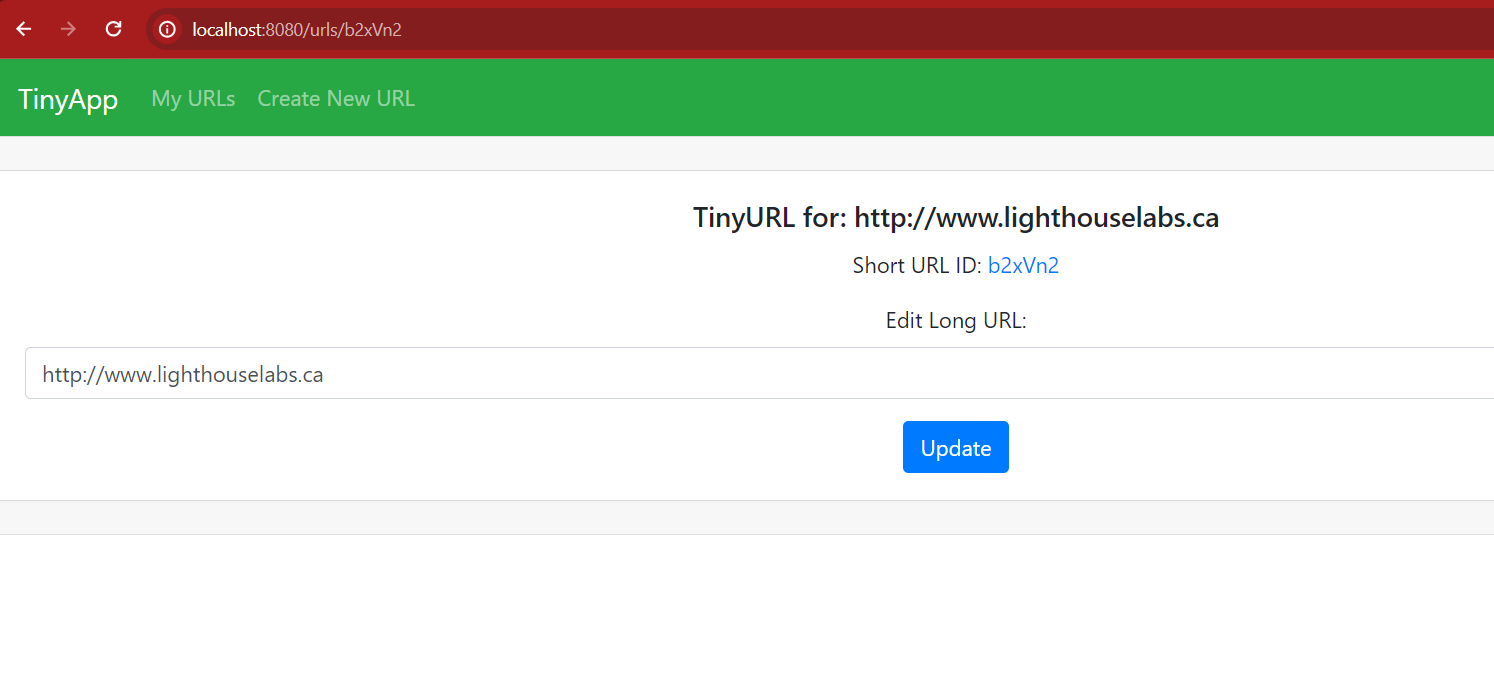 localhost:8080/urls/b2xVn2
TinyApp My URLs Create New URL
TinyURL for: http://www.lighthouselabs.ca
Short URL ID: b2xVn2
Edit Long URL:
http://www.lighthouselabs.ca
Update